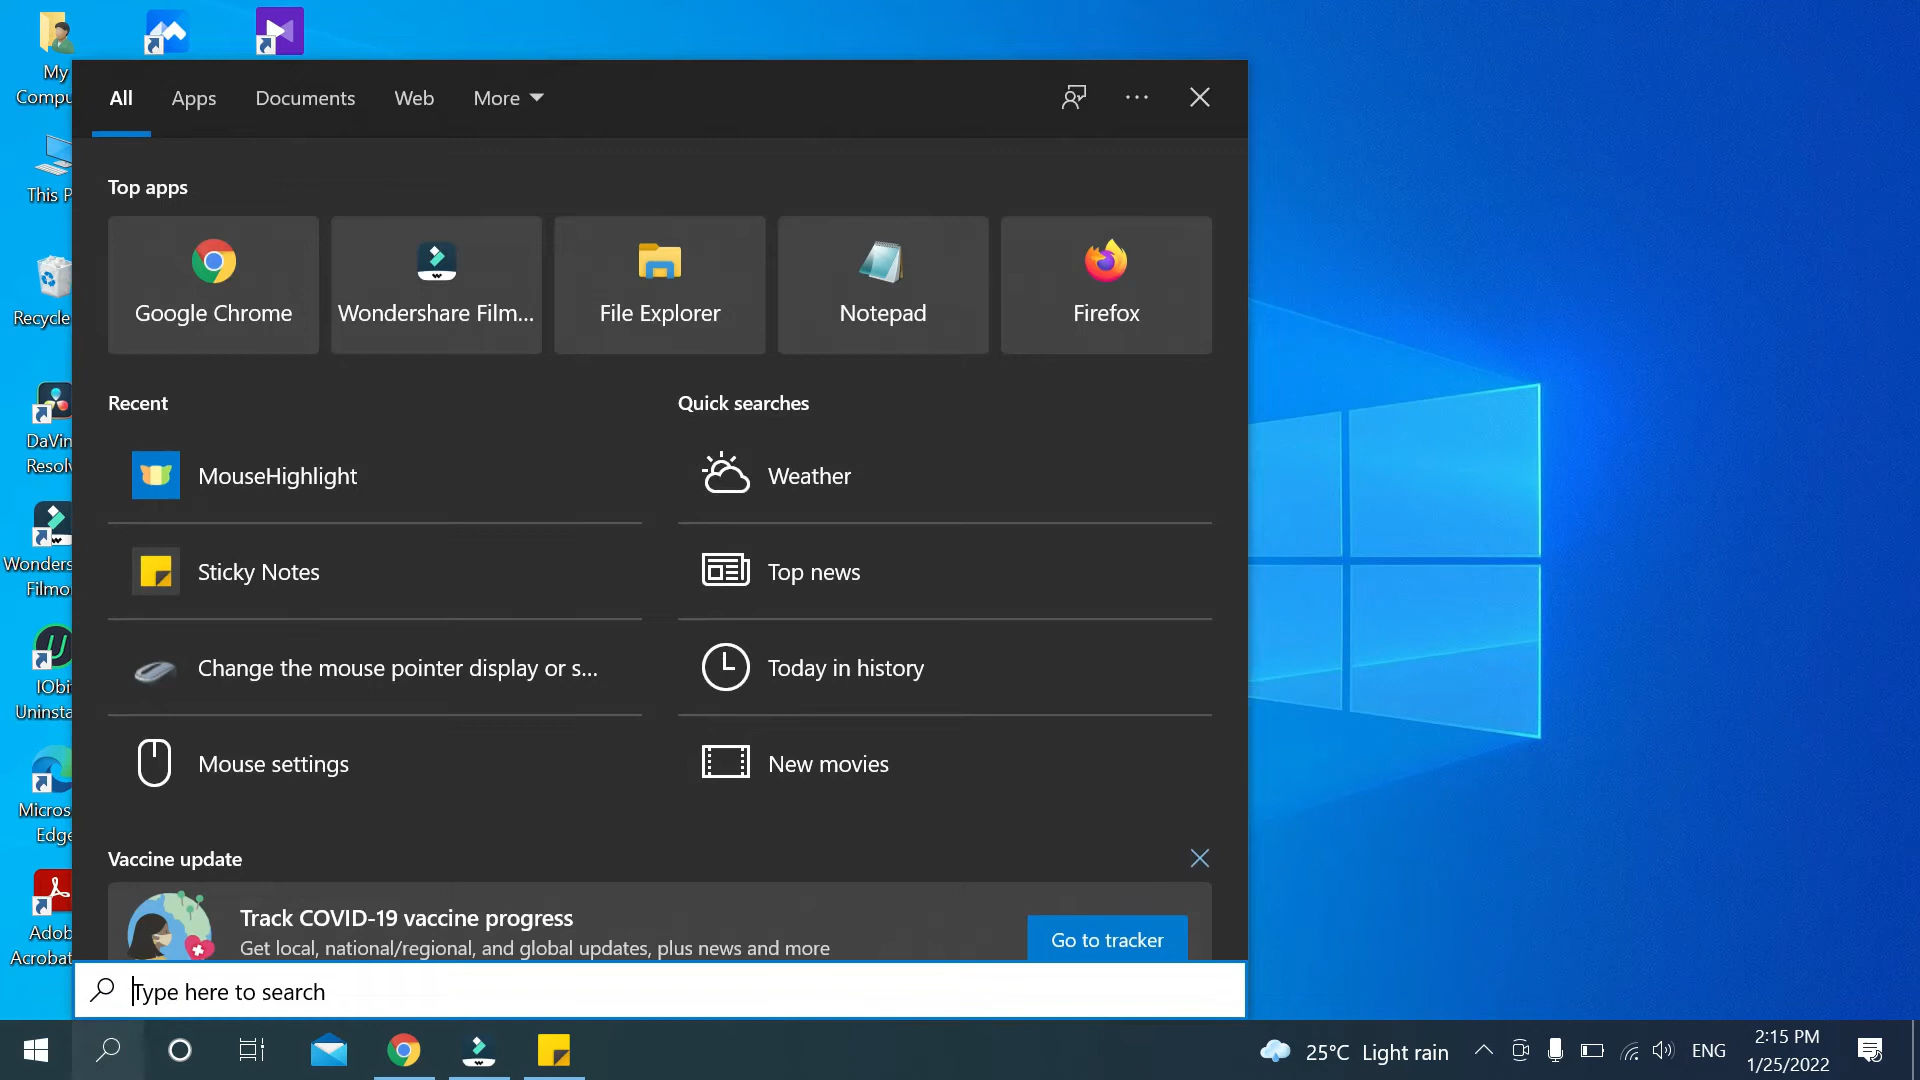 My
Compu
This P
Recycle
DaVin
Resolv
Wonders
Filmo
IObi
Uninsta
Micros
Edge
Adob
Acrobat
All Apps Documents Web More
Top apps
Google Chrome Wondershare Film... File Explorer Notepad Firefox
Recent
MouseHighlight
Sticky Notes
Change the mouse pointer display or s...
Mouse settings
Quick searches
Weather
Top news
Today in history
New movies
Vaccine update
Track COVID-19 vaccine progress
Get local, national/regional, and global updates, plus news and more
Go to tracker
Type here to search
25°C Light rain
ENG
2:15 PM
1/25/2022